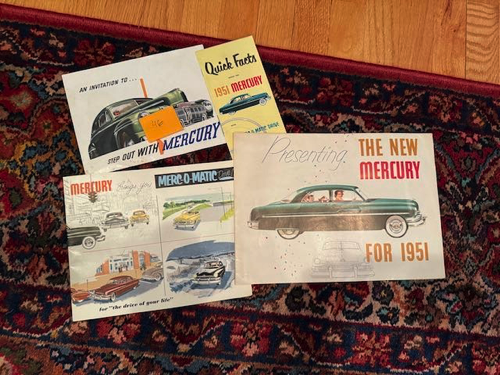 AN INVITATION TO...
STEP OUT WITH MERCURY
Quick Facts
1951 MERCURY
MERCURY
MERC-O-MATIC
for "the drive of your life"
Presenting
THE NEW
MERCURY
FOR 1951